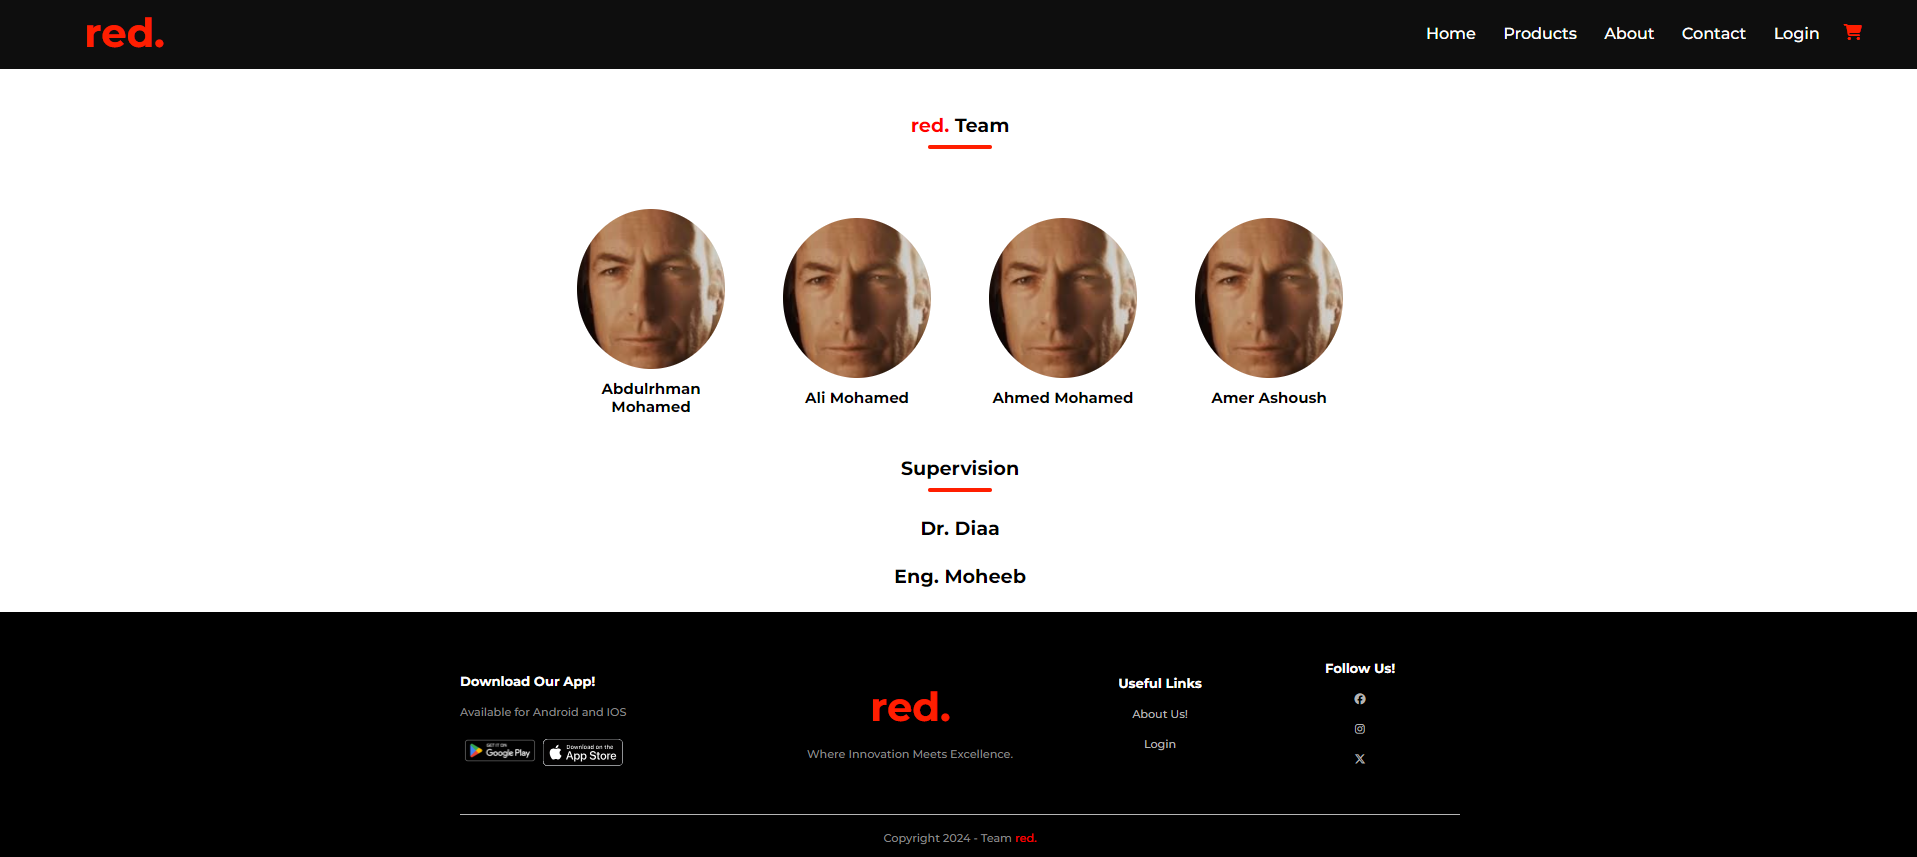 red.
Home Products About Contact Login
red. Team
Abdulrhman
Mohamed
Ali Mohamed
Ahmed Mohamed
Amer Ashoush
Supervision
Dr. Diaa
Eng. Moheeb
Download Our App!
Available for Android and IOS
GET IT ON
Google Play
Download on the
App Store
red.
Where Innovation Meets Excellence.
Useful Links
About Us!
Login
Follow Us!
Copyright 2024 - Team red.